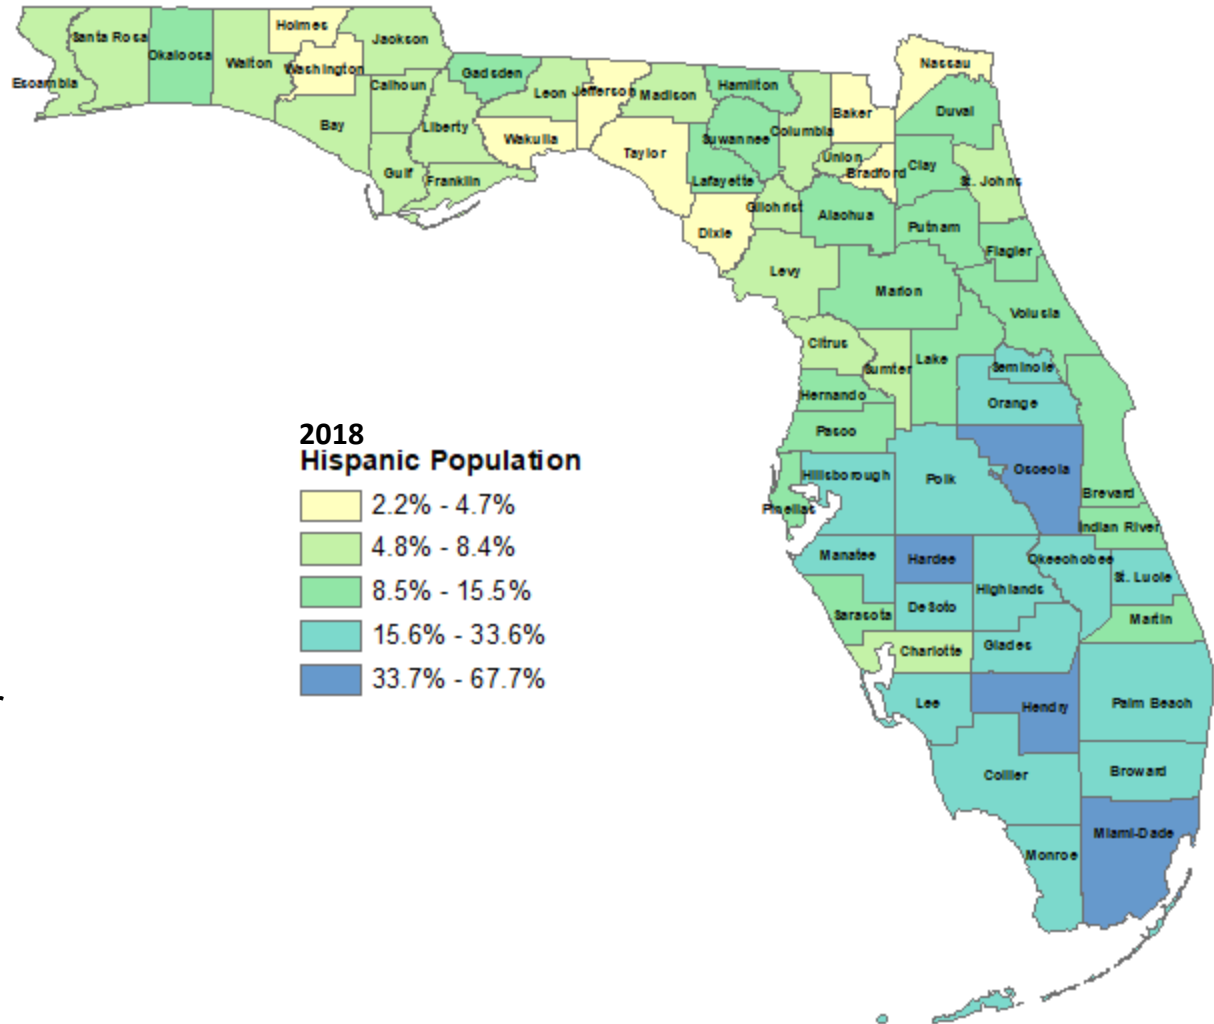 Holmes
Santa Rosa
Okaloosa
Walton
Jackson
Washington
Escambia
Calhoun
Gadsden
Leon
Jefferson
Madison
Hamilton
Nassau
Baker
Duval
Bay
Liberty
Wakulla
Taylor
Suwannee
Columbia
Union
Bradford
Clay
Gulf
Franklin
Lafayette
St. Johns
Gilchrist
Alachua
Putnam
Dixie
Flagler
Levy
Marion
Volusia
Citrus
Sumter
Lake
Seminole
Hernando
Orange
Pasco
2018
Hispanic Population
2.2% - 4.7%
4.8% - 8.4%
8.5% - 15.5%
15.6% - 33.6%
33.7% - 67.7%
Hillsborough
Polk
Osceola
Brevard
Pinellas
Indian River
Manatee
Hardee
Okeechobee
St. Lucie
Highlands
Sarasota
DeSoto
Martin
Charlotte
Glades
Lee
Hendry
Palm Beach
Collier
Broward
Miami-Dade
Monroe